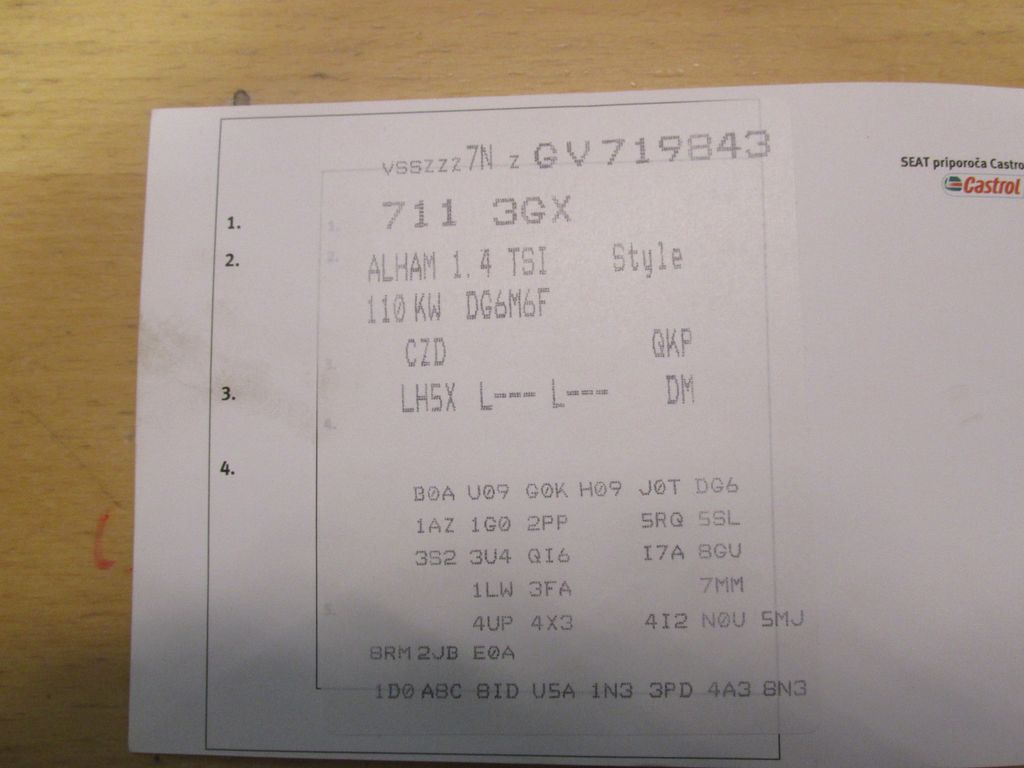 VSSZZZ7N Z GV719843
SEAT priporoča Castro
Castrol
1.
711 3GX
2.
ALHAM 1.4 TSI Style
110 KW DG6M6F
CZD QKP
3.
LH5X L--- L--- DM
4.
B0A U09 G0K H09 J0T DG6
1AZ 1G0 2PP 5RQ 5SL
3S2 3U4 QI6 I7A 8GU
1LW 3FA 7MM
4UP 4X3 4I2 N0U 5MJ
8RM 2JB E0A
1D0 A8C 8ID U5A 1N3 3PD 4A3 8N3